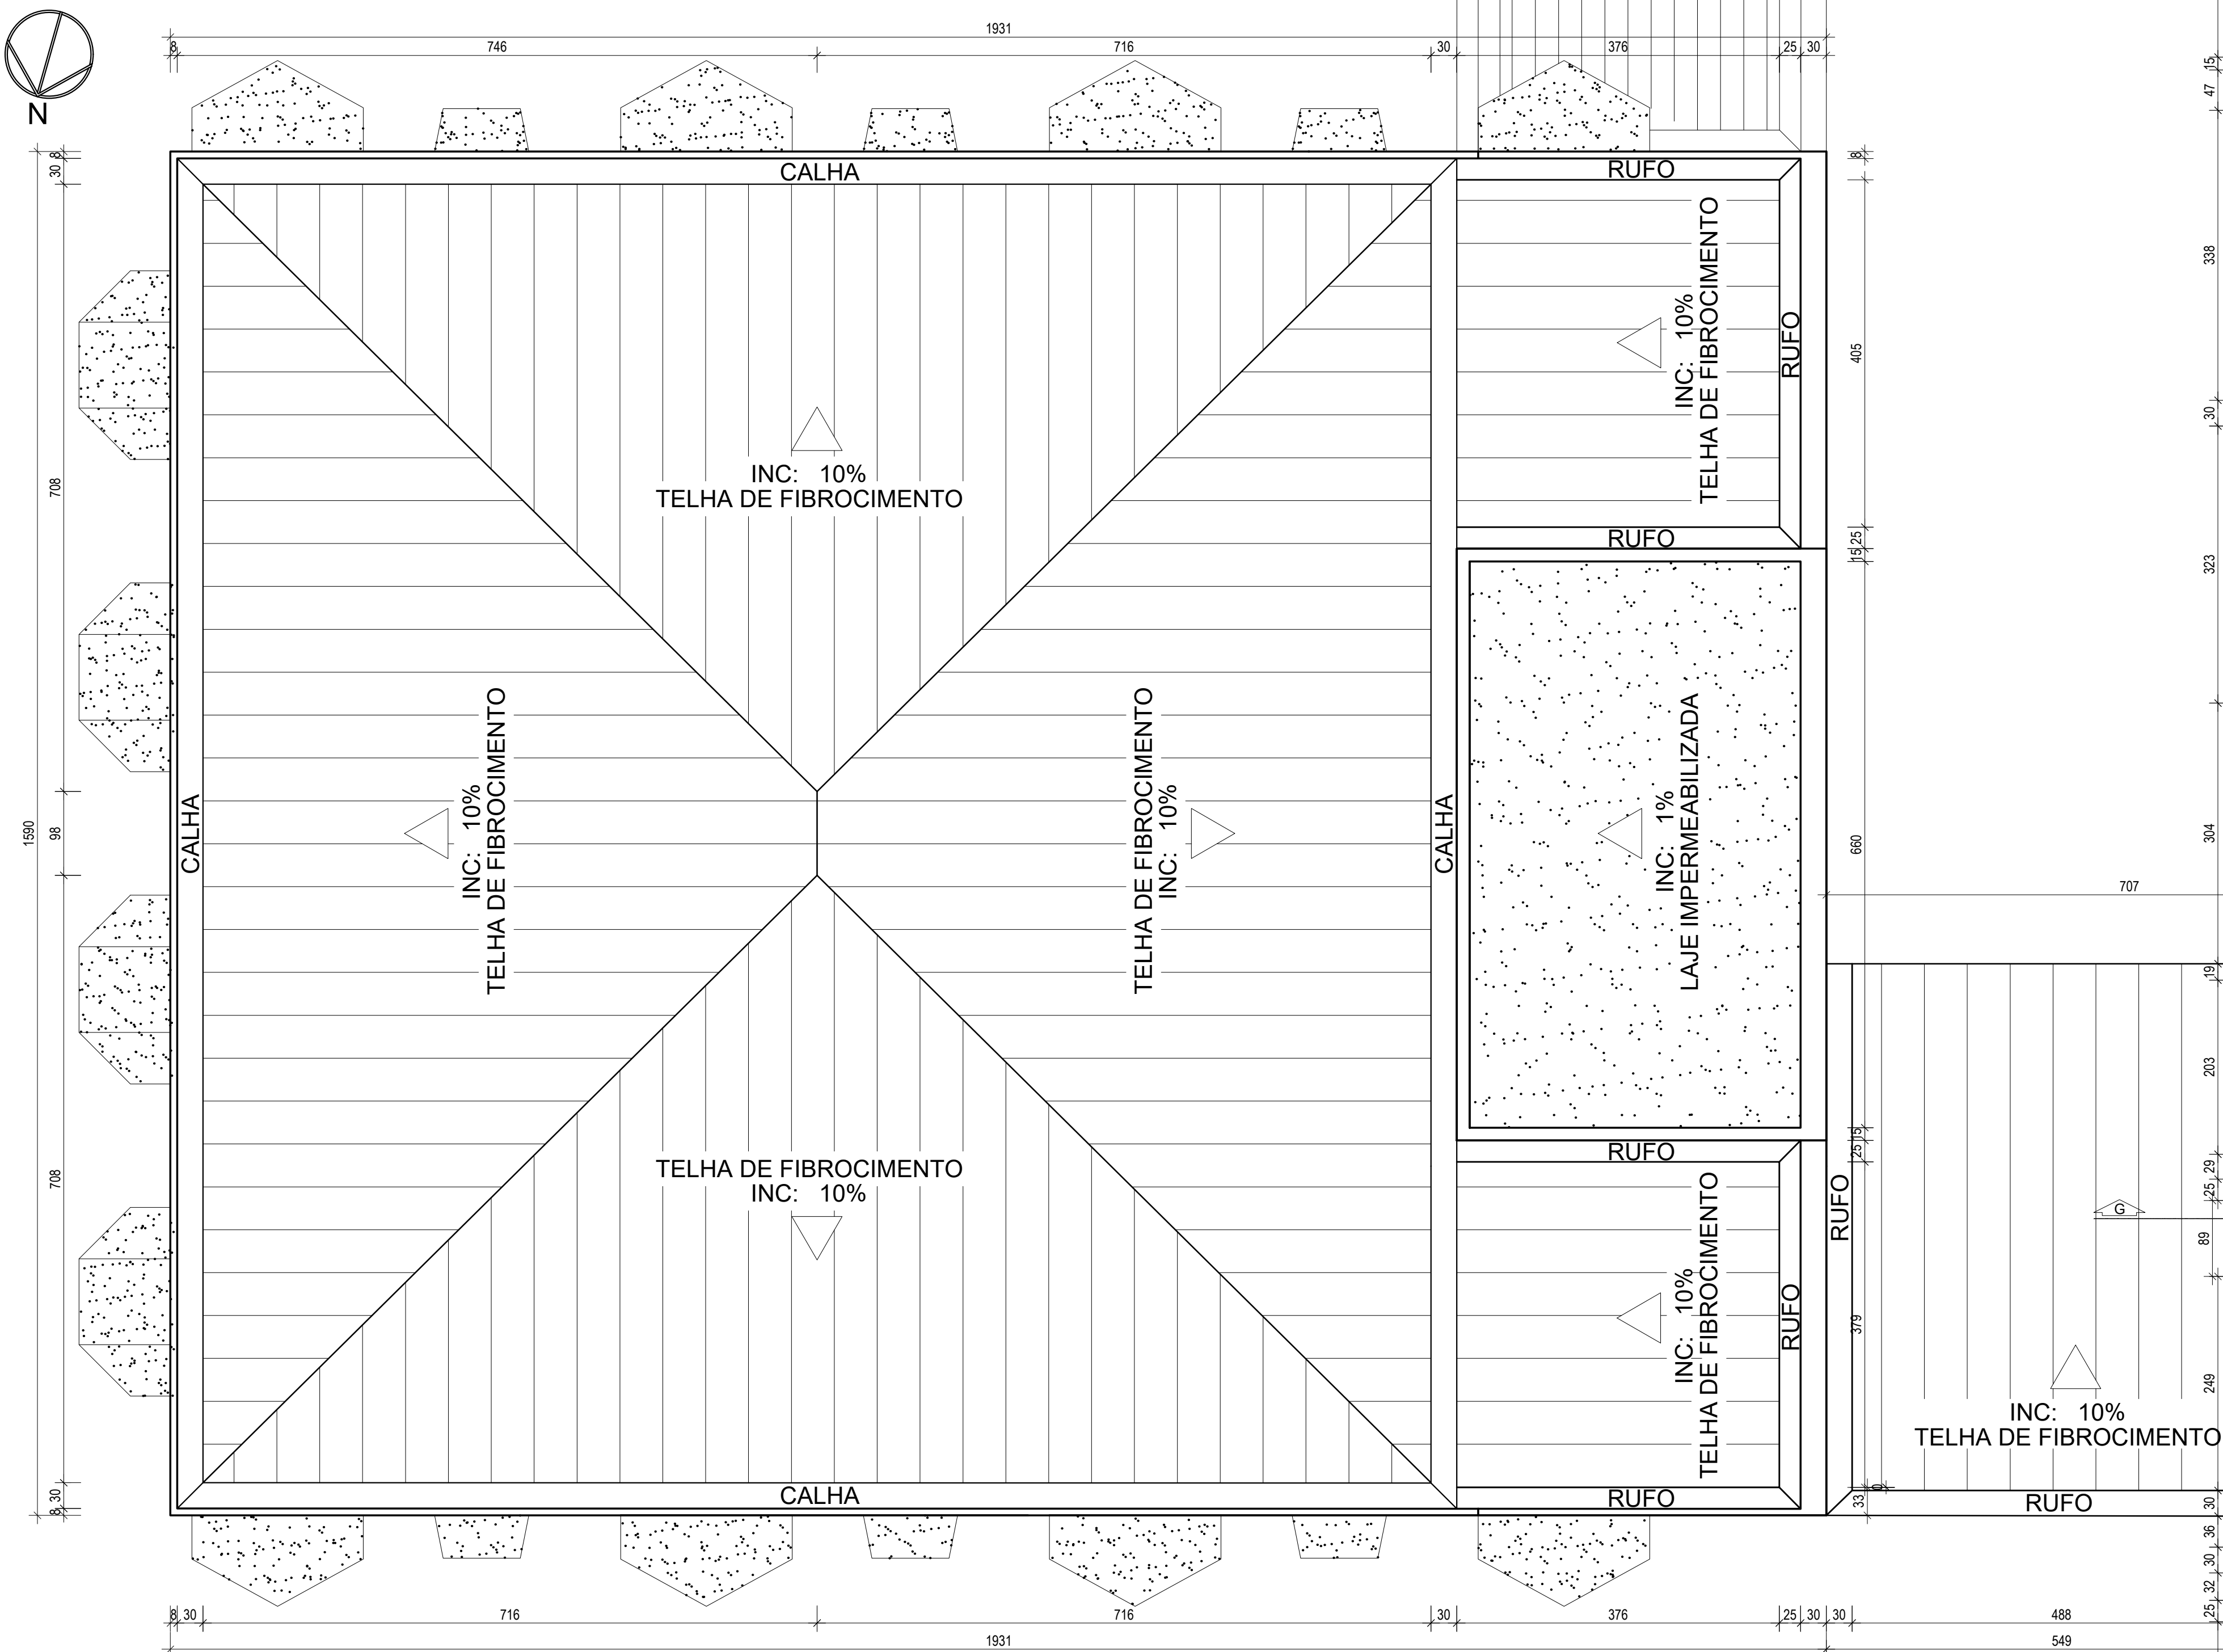 1931
8 746 716 30 376 25 30
N
15
47
338
30
323
304
19
203
29
25
89
249
30
36
30
32
25
8
30
708
98
708
30
8
1590
8
405
25
15
660
15
25
379
33
0
707
CALHA
RUFO
INC: 10%
TELHA DE FIBROCIMENTO
RUFO
INC: 10%
TELHA DE FIBROCIMENTO
RUFO
CALHA
INC: 10%
TELHA DE FIBROCIMENTO
TELHA DE FIBROCIMENTO
INC: 10%
CALHA
INC: 1%
LAJE IMPERMEABILIZADA
TELHA DE FIBROCIMENTO
INC: 10%
RUFO
INC: 10%
TELHA DE FIBROCIMENTO
RUFO
RUFO
G
INC: 10%
TELHA DE FIBROCIMENTO
CALHA
RUFO
RUFO
8 30 716 716 30 376 25 30 30 488
1931 549